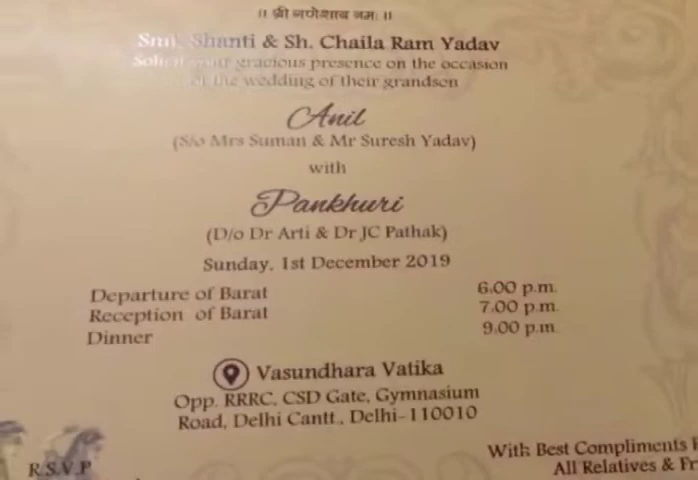 ॥ श्री गणेशाय नमः ॥
Smt. Shanti & Sh. Chaila Ram Yadav
Solicit your gracious presence on the occasion
of the wedding of their grandson
Anil
(S/o Mrs Suman & Mr Suresh Yadav)
with
Pankhuri
(D/o Dr Arti & Dr JC Pathak)
Sunday, 1st December 2019
Departure of Barat 6.00 p.m.
Reception of Barat 7.00 p.m.
Dinner 9.00 p.m.
Vasundhara Vatika
Opp. RRRC, CSD Gate, Gymnasium
Road, Delhi Cantt., Delhi-110010
R.S.V.P
With Best Compliments
All Relatives &